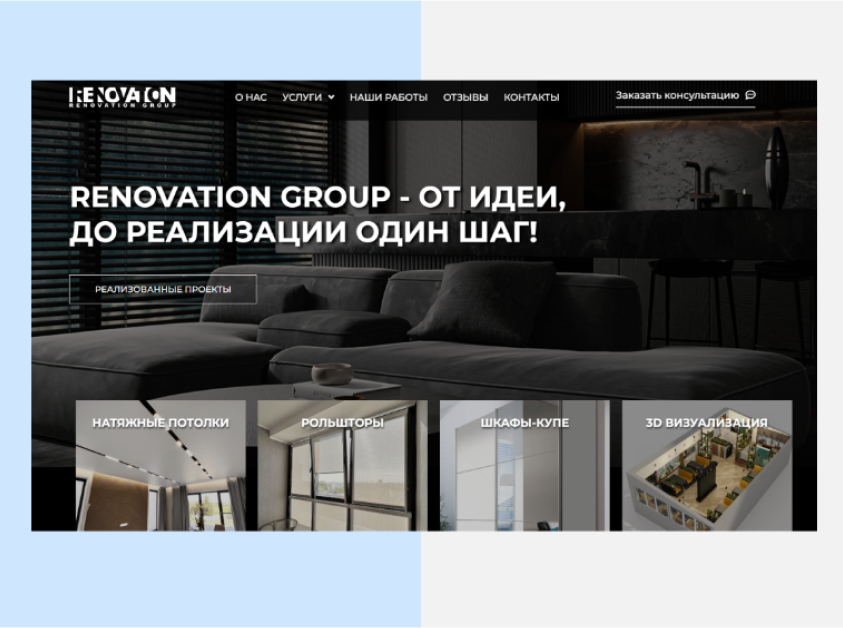 RENOVATION
RENOVATION GROUP
О НАС УСЛУГИ НАШИ РАБОТЫ ОТЗЫВЫ КОНТАКТЫ
Заказать консультацию
RENOVATION GROUP - ОТ ИДЕИ,
ДО РЕАЛИЗАЦИИ ОДИН ШАГ!
РЕАЛИЗОВАННЫЕ ПРОЕКТЫ
НАТЯЖНЫЕ ПОТОЛКИ
РОЛЬШТОРЫ
ШКАФЫ-КУПЕ
3D ВИЗУАЛИЗАЦИЯ